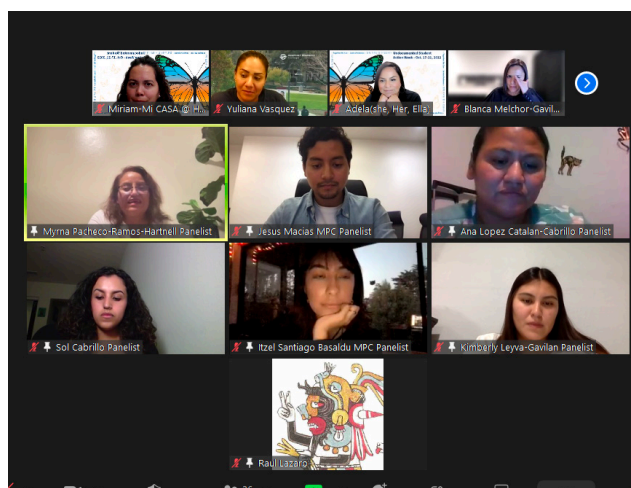 Miriam-Mi CASA @ H...
Yuliana Vasquez
Adela(she, Her, Ella)
Blanca Melchor-Gavil...
Myrna Pacheco-Ramos-Hartnell Panelist
Jesus Macias MPC Panelist
Ana Lopez Catalan-Cabrillo Panelist
Sol Cabrillo Panelist
Itzel Santiago Basaldu MPC Panelist
Kimberly Leyva-Gavilan Panelist
Raul Lazaro